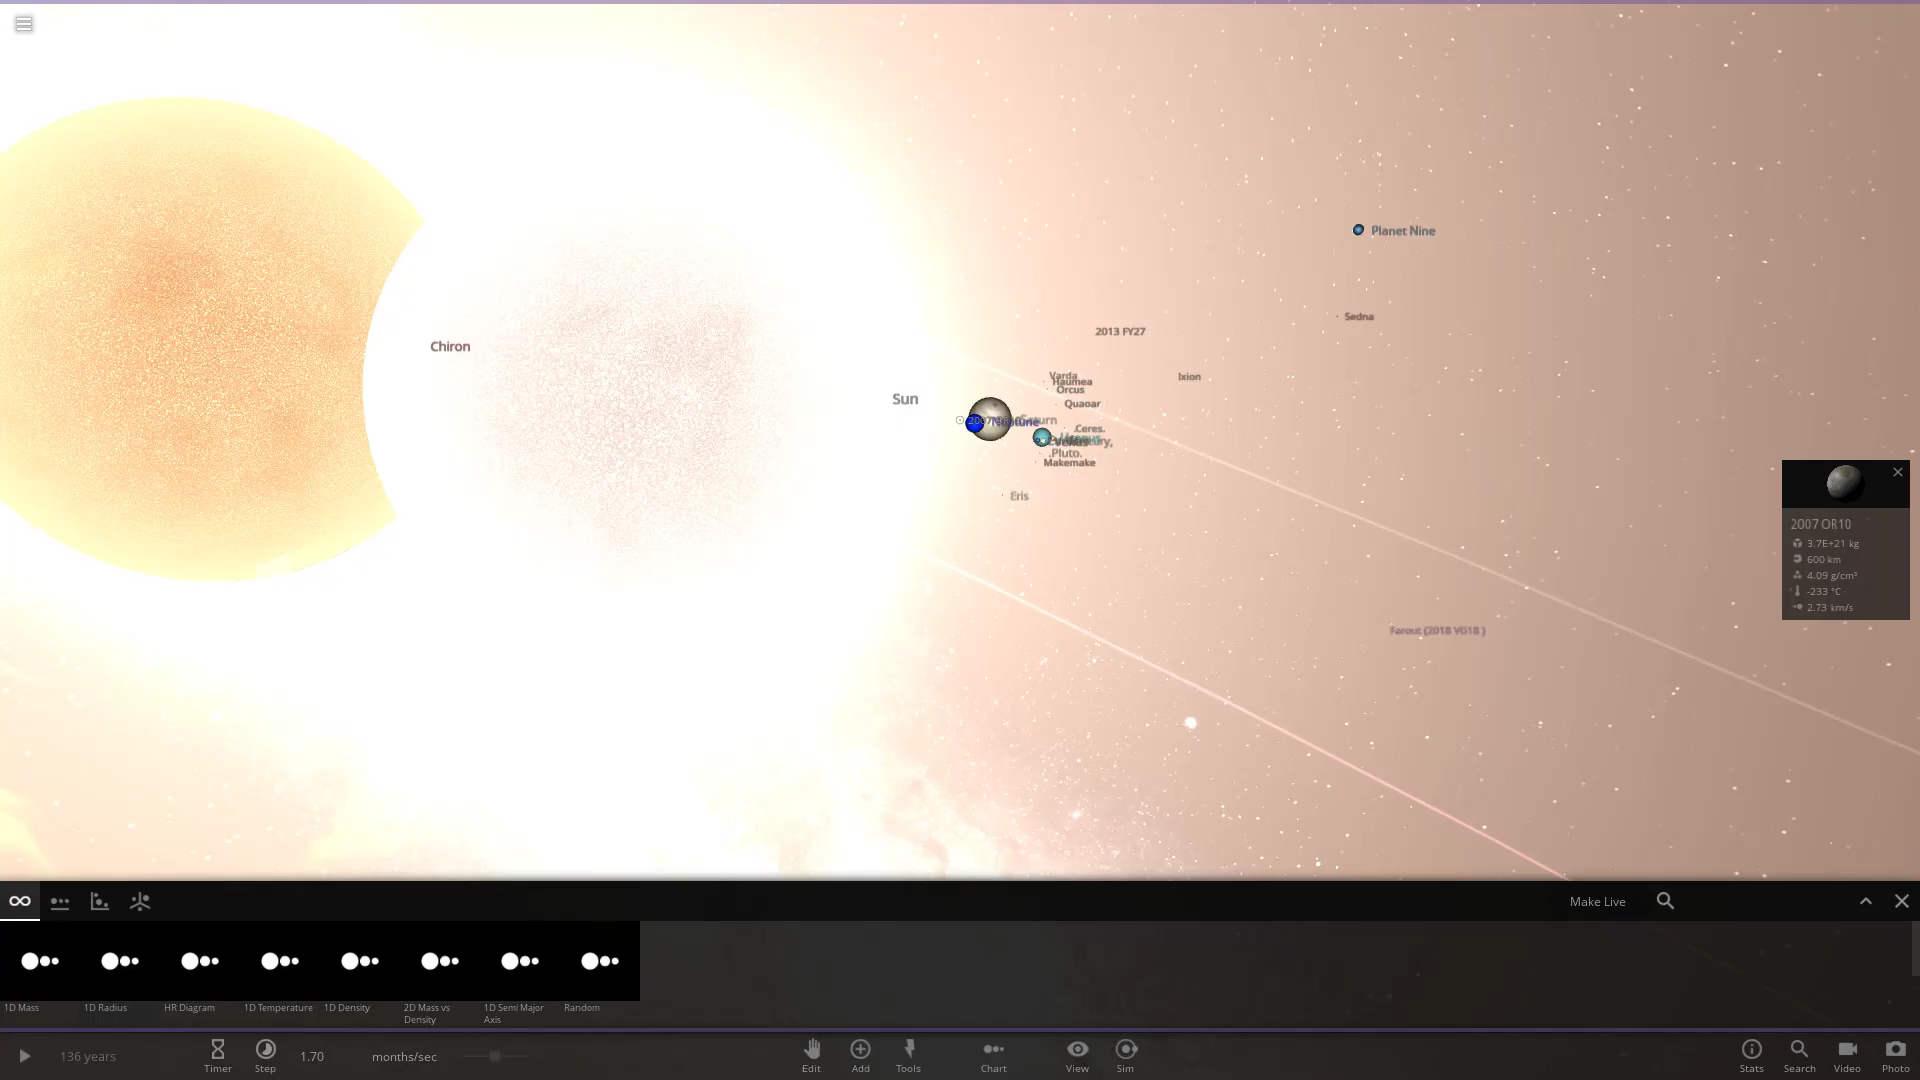 Planet Nine
Sedna
2013 FY27
Chiron
Varda
Haumea
Ixion
Orcus
Sun
Quaoar
Ceres.
Pluto.
Makemake
Eris
2007 OR10
3.7E+21 kg
600 km
4.09 g/cm³
-233 °C
2.73 km/s
Farout (2018 VG18 )
Make Live
1D Mass
1D Radius
HR Diagram
1D Temperature
1D Density
2D Mass vs Density
1D Semi Major Axis
Random
136 years
Timer
Step
1.70
months/sec
Edit
Add
Tools
Chart
View
Sim
Stats
Search
Video
Photo